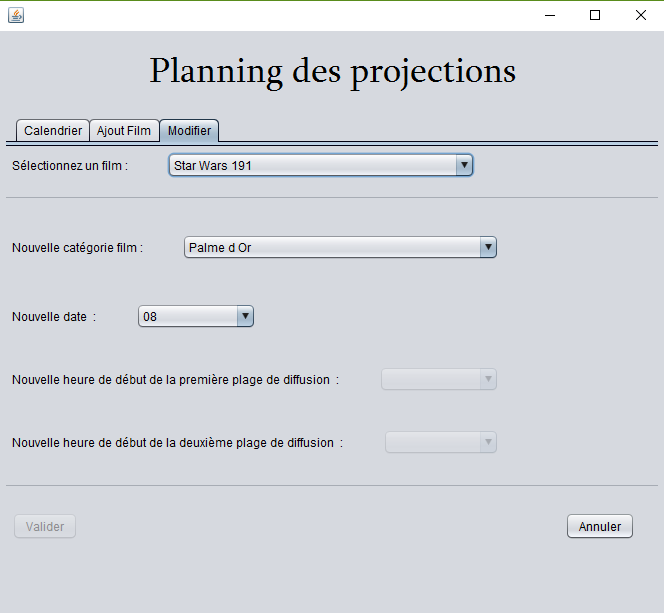 Planning des projections
Calendrier Ajout Film Modifier
Sélectionnez un film : Star Wars 191
Nouvelle catégorie film : Palme d Or
Nouvelle date : 08
Nouvelle heure de début de la première plage de diffusion :
Nouvelle heure de début de la deuxième plage de diffusion :
Valider Annuler